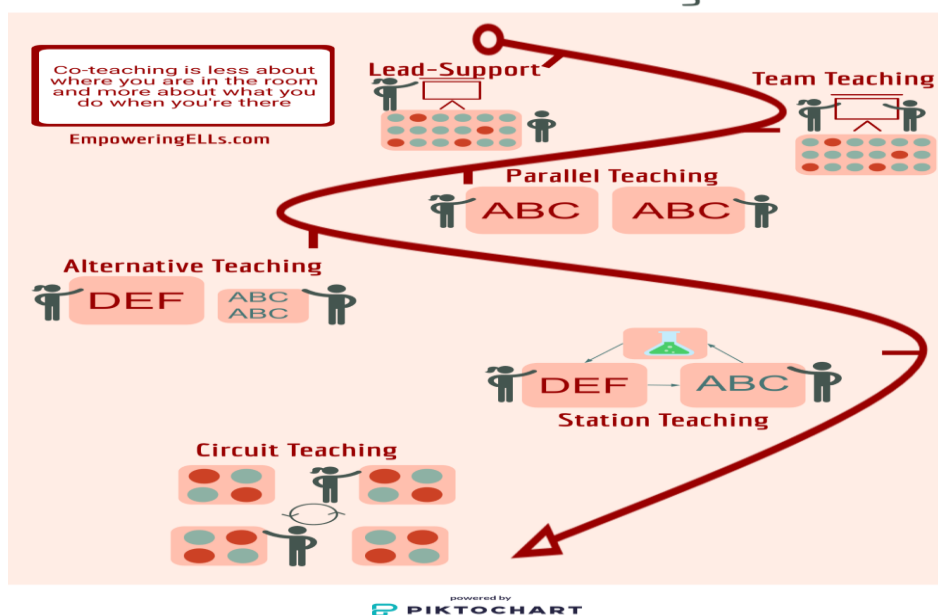 Co-teaching is less about
where you are in the room
and more about what you
do when you're there
EmpoweringELLs.com
Lead-Support
Team Teaching
Parallel Teaching
ABC
ABC
Alternative Teaching
DEF
ABC
ABC
DEF
ABC
Station Teaching
Circuit Teaching
powered by
PIKTOCHART